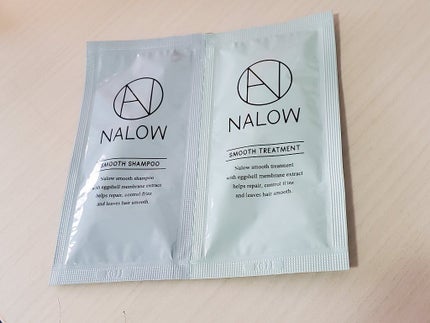 NALOW
SMOOTH SHAMPOO
Nalow smooth shampoo
with eggshell membrane extract
helps repair, control frizz
and leaves hair smooth.
NALOW
SMOOTH TREATMENT
Nalow smooth treatment
with eggshell membrane extract
helps repair, control frizz
and leaves hair smooth.